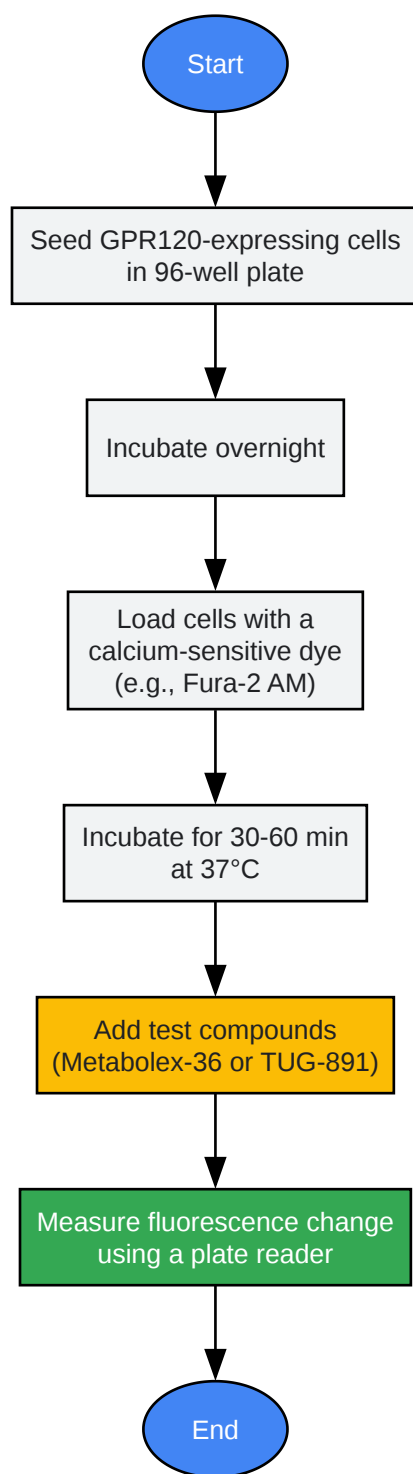 Start
Seed GPR120-expressing cells
in 96-well plate
Incubate overnight
Load cells with a
calcium-sensitive dye
(e.g., Fura-2 AM)
Incubate for 30-60 min
at 37°C
Add test compounds
(Metabolex-36 or TUG-891)
Measure fluorescence change
using a plate reader
End